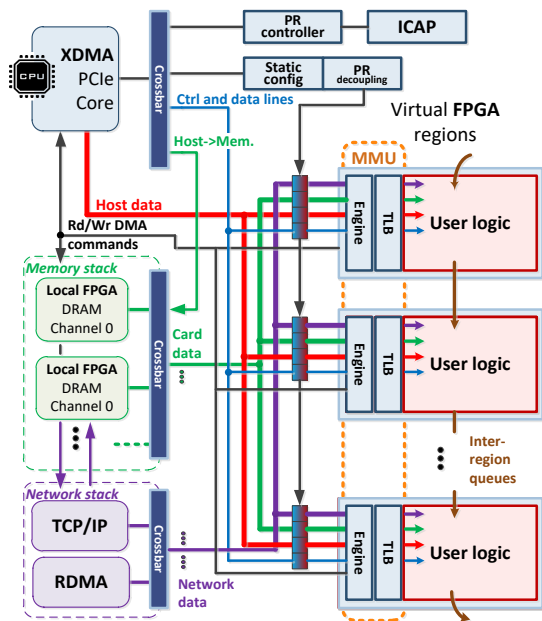 PR
controller
ICAP
XDMA
PCIe
Core
CPU
Crossbar
Static
config
PR
decoupling
Ctrl and data lines
Host->Mem.
Host data
Rd/Wr DMA
commands
Virtual FPGA
regions
MMU
Engine
TLB
User logic
Memory stack
Local FPGA
DRAM
Channel 0
Local FPGA
DRAM
Channel 0
Crossbar
Card
data
Engine
TLB
User logic
Inter-
region
queues
Network stack
TCP/IP
RDMA
Crossbar
Network
data
Engine
TLB
User logic